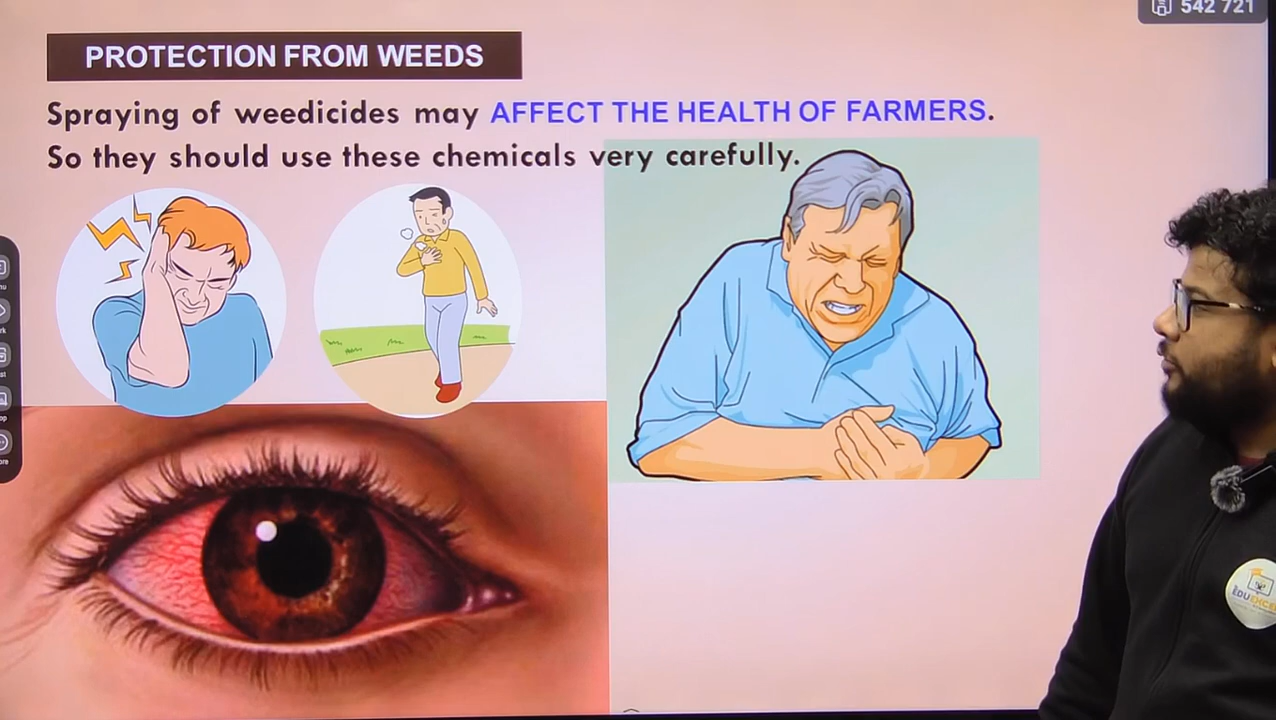 542 721
PROTECTION FROM WEEDS
Spraying of weedicides may AFFECT THE HEALTH OF FARMERS.
So they should use these chemicals very carefully.